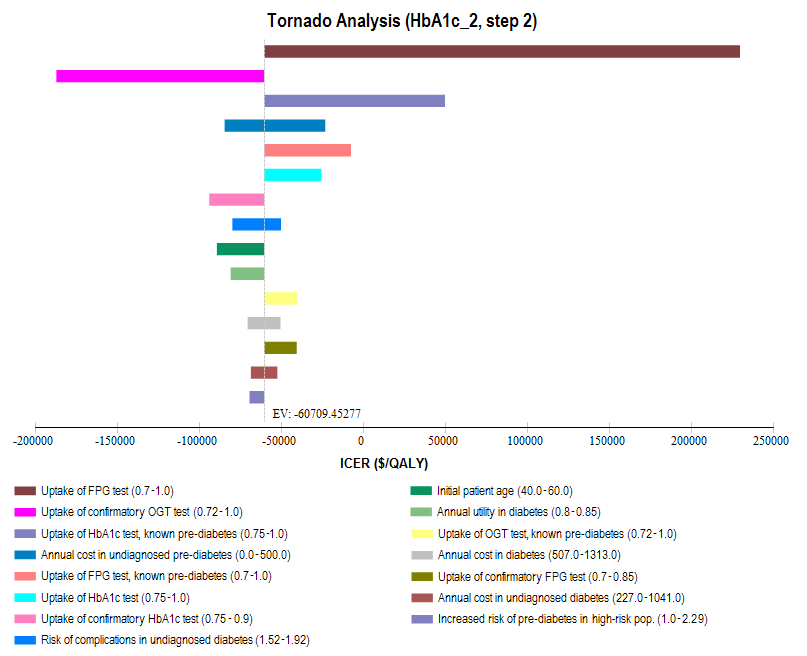 Tornado Analysis (HbA1c_2, step 2)
EV: -60709.45277
-200000 -150000 -100000 -50000 0 50000 100000 150000 200000 250000
ICER ($/QALY)
Uptake of FPG test (0.7-1.0)
Uptake of confirmatory OGT test (0.72-1.0)
Uptake of HbA1c test, known pre-diabetes (0.75-1.0)
Annual cost in undiagnosed pre-diabetes (0.0-500.0)
Uptake of FPG test, known pre-diabetes (0.7-1.0)
Uptake of HbA1c test (0.75-1.0)
Uptake of confirmatory HbA1c test (0.75-0.9)
Risk of complications in undiagnosed diabetes (1.52-1.92)
Initial patient age (40.0-60.0)
Annual utility in diabetes (0.8-0.85)
Uptake of OGT test, known pre-diabetes (0.72-1.0)
Annual cost in diabetes (507.0-1313.0)
Uptake of confirmatory FPG test (0.7-0.85)
Annual cost in undiagnosed diabetes (227.0-1041.0)
Increased risk of pre-diabetes in high-risk pop. (1.0-2.29)